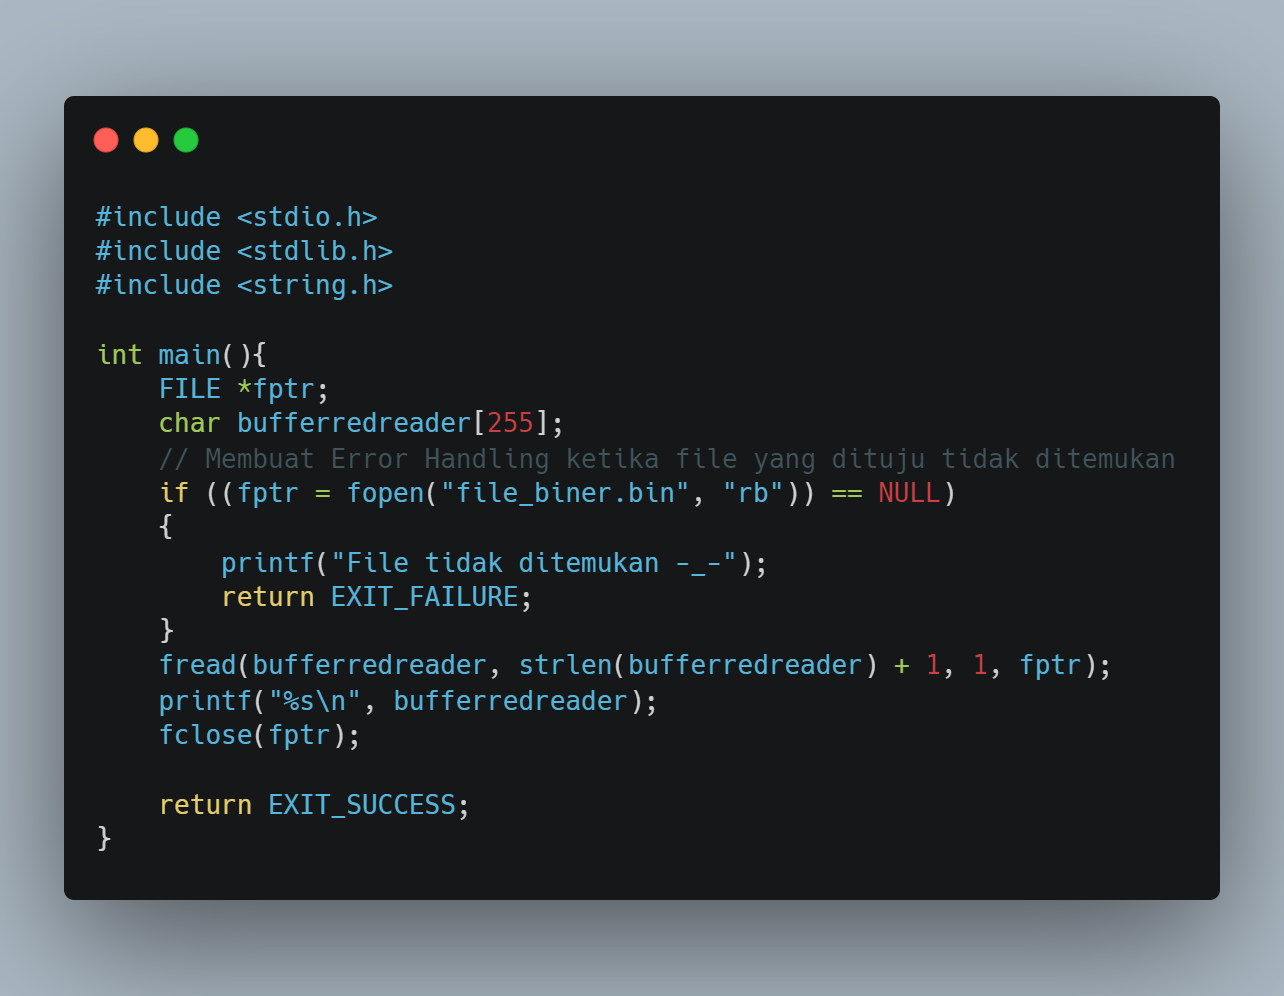 #include <stdio.h>
#include <stdlib.h>
#include <string.h>
int main(){
    FILE *fptr;
    char bufferredreader[255];
    // Membuat Error Handling ketika file yang dituju tidak ditemukan
    if ((fptr = fopen("file_biner.bin", "rb")) == NULL)
    {
        printf("File tidak ditemukan -_-");
        return EXIT_FAILURE;
    }
    fread(bufferredreader, strlen(bufferredreader) + 1, 1, fptr);
    printf("%s\n", bufferredreader);
    fclose(fptr);
    return EXIT_SUCCESS;
}